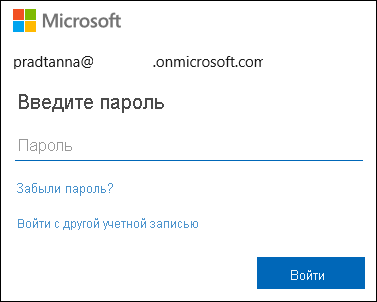 Microsoft
pradtanna@ .onmicrosoft.com
Введите пароль
Пароль
Забыли пароль?
Войти с другой учетной записью
Войти